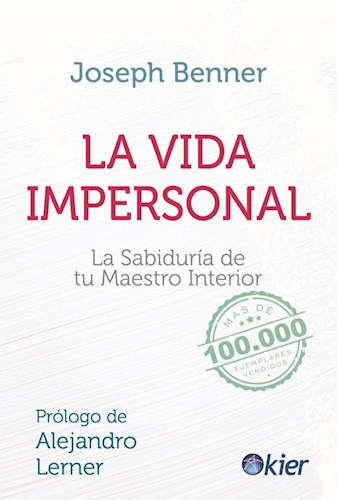 Joseph Benner
LA VIDA
IMPERSONAL
La Sabiduría de
tu Maestro Interior
MAS DE
100.000
EJEMPLARES
VENDIDOS
Prólogo de
Alejandro
Lerner
kier